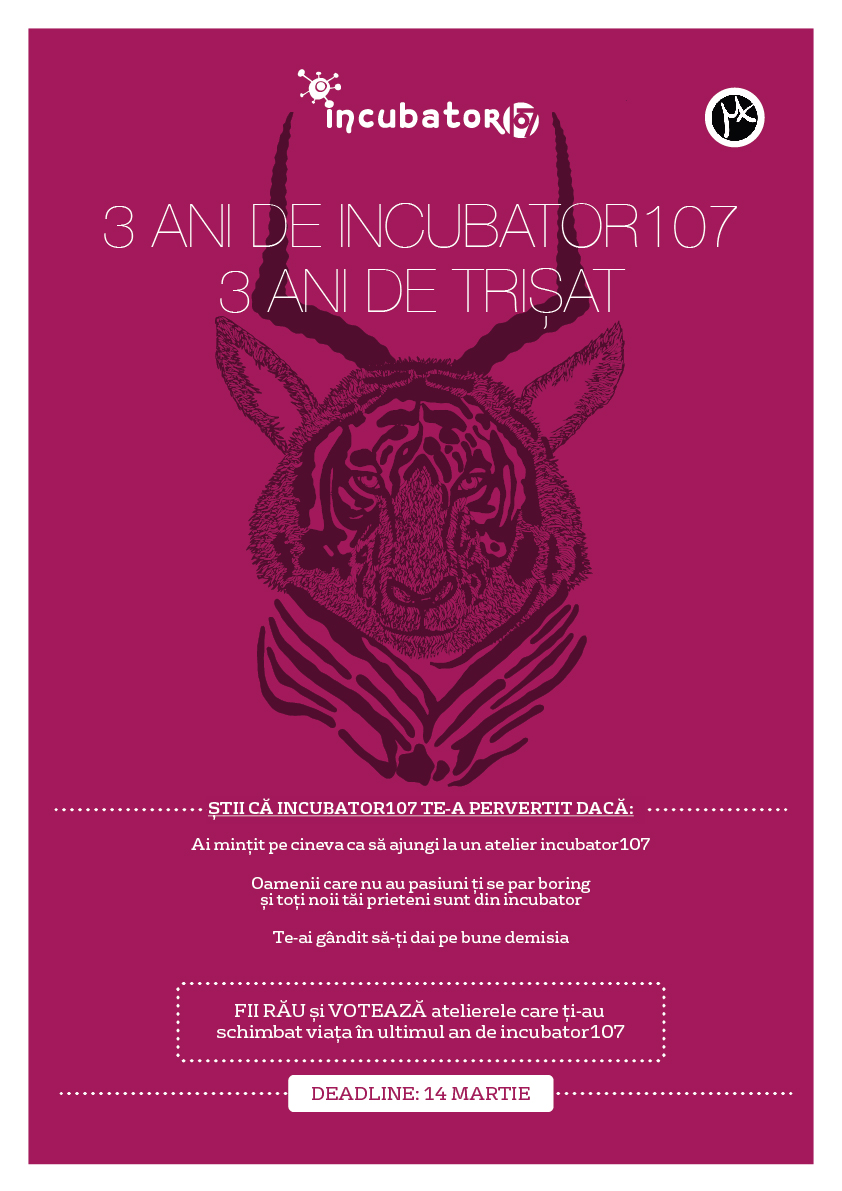 incubator107
3 ANI DE INCUBATOR107
3 ANI DE TRIȘAT
ȘTII CĂ INCUBATOR107 TE-A PERVERTIT DACĂ:
Ai mințit pe cineva ca să ajungi la un atelier incubator107
Oamenii care nu au pasiuni ți se par boring
și toți noii tăi prieteni sunt din incubator
Te-ai gândit să-ți dai pe bune demisia
FII RĂU și VOTEAZĂ atelierele care ți-au
schimbat viața în ultimul an de incubator107
DEADLINE: 14 MARTIE